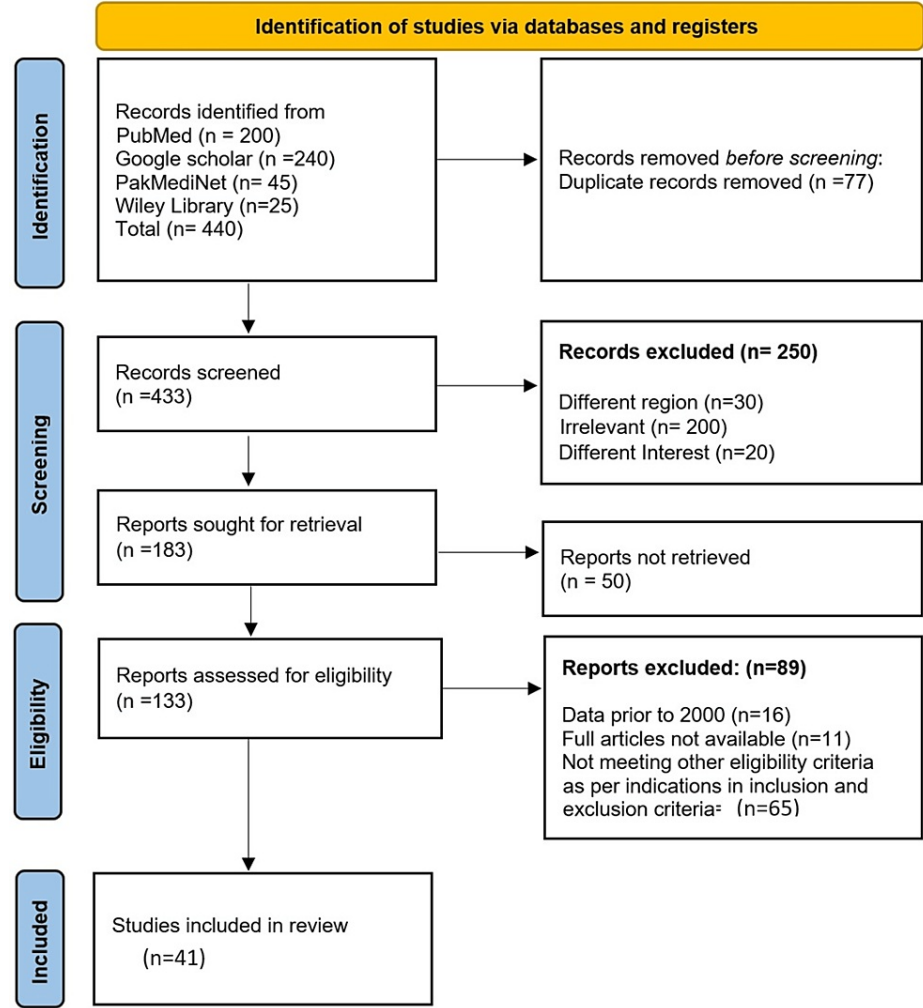 Identification of studies via databases and registers
Identification
Records identified from
PubMed (n = 200)
Google scholar (n =240)
PakMediNet (n= 45)
Wiley Library (n=25)
Total (n= 440)
Records removed before screening:
Duplicate records removed (n =77)
Screening
Records screened
(n =433)
Records excluded (n= 250)
Different region (n=30)
Irrelevant (n= 200)
Different Interest (n=20)
Reports sought for retrieval
(n =183)
Reports not retrieved
(n = 50)
Eligibility
Reports assessed for eligibility
(n =133)
Reports excluded: (n=89)
Data prior to 2000 (n=16)
Full articles not available (n=11)
Not meeting other eligibility criteria
as per indications in inclusion and
exclusion criteria= (n=65)
Included
Studies included in review
(n=41)